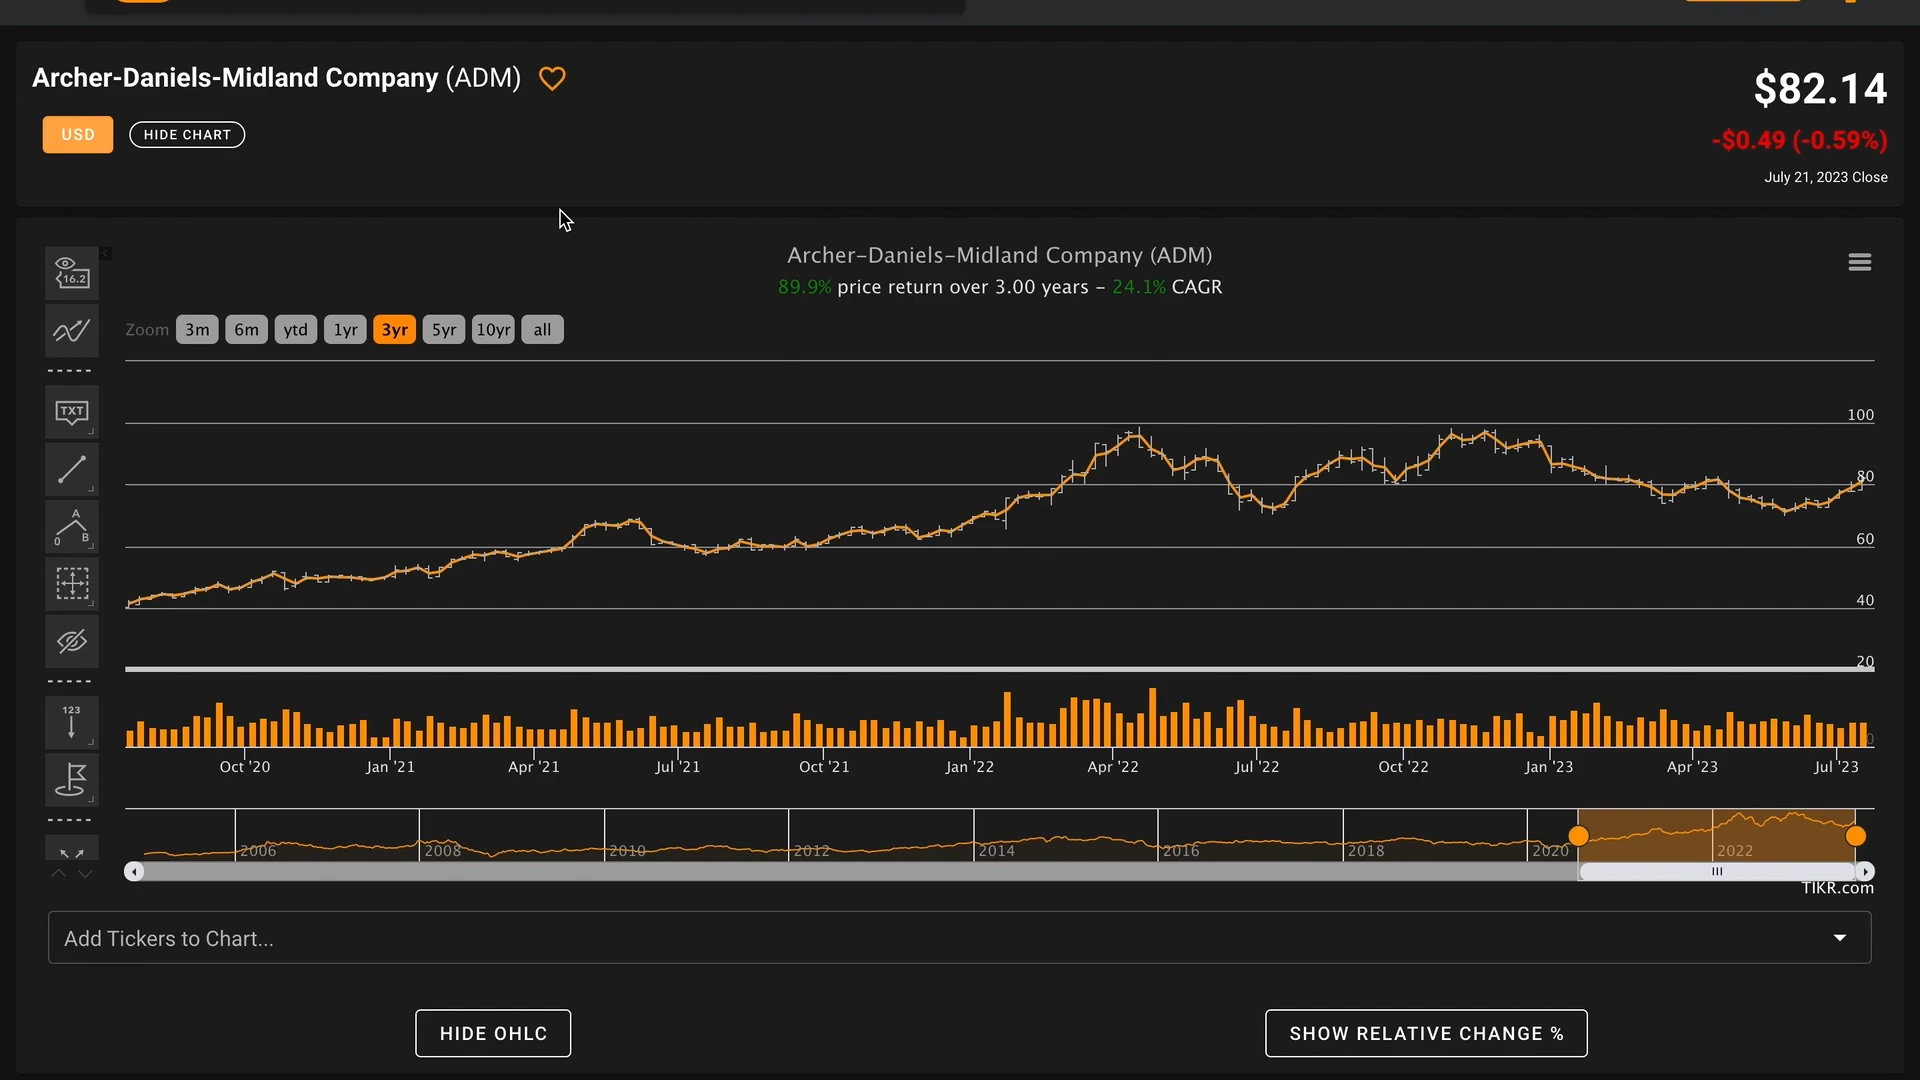 Archer-Daniels-Midland Company (ADM)
$82.14
USD
HIDE CHART
-$0.49 (-0.59%)
July 21, 2023 Close
Archer-Daniels-Midland Company (ADM)
89.9% price return over 3.00 years - 24.1% CAGR
16.2
Zoom 3m 6m ytd 1yr 3yr 5yr 10yr all
TXT
100
80
60
40
20
0
A
0 B
123
Oct '20 Jan '21 Apr '21 Jul '21 Oct '21 Jan '22 Apr '22 Jul '22 Oct '22 Jan '23 Apr '23 Jul '23
2006 2008 2010 2012 2014 2016 2018 2020 2022
TIKR.com
Add Tickers to Chart...
HIDE OHLC
SHOW RELATIVE CHANGE %